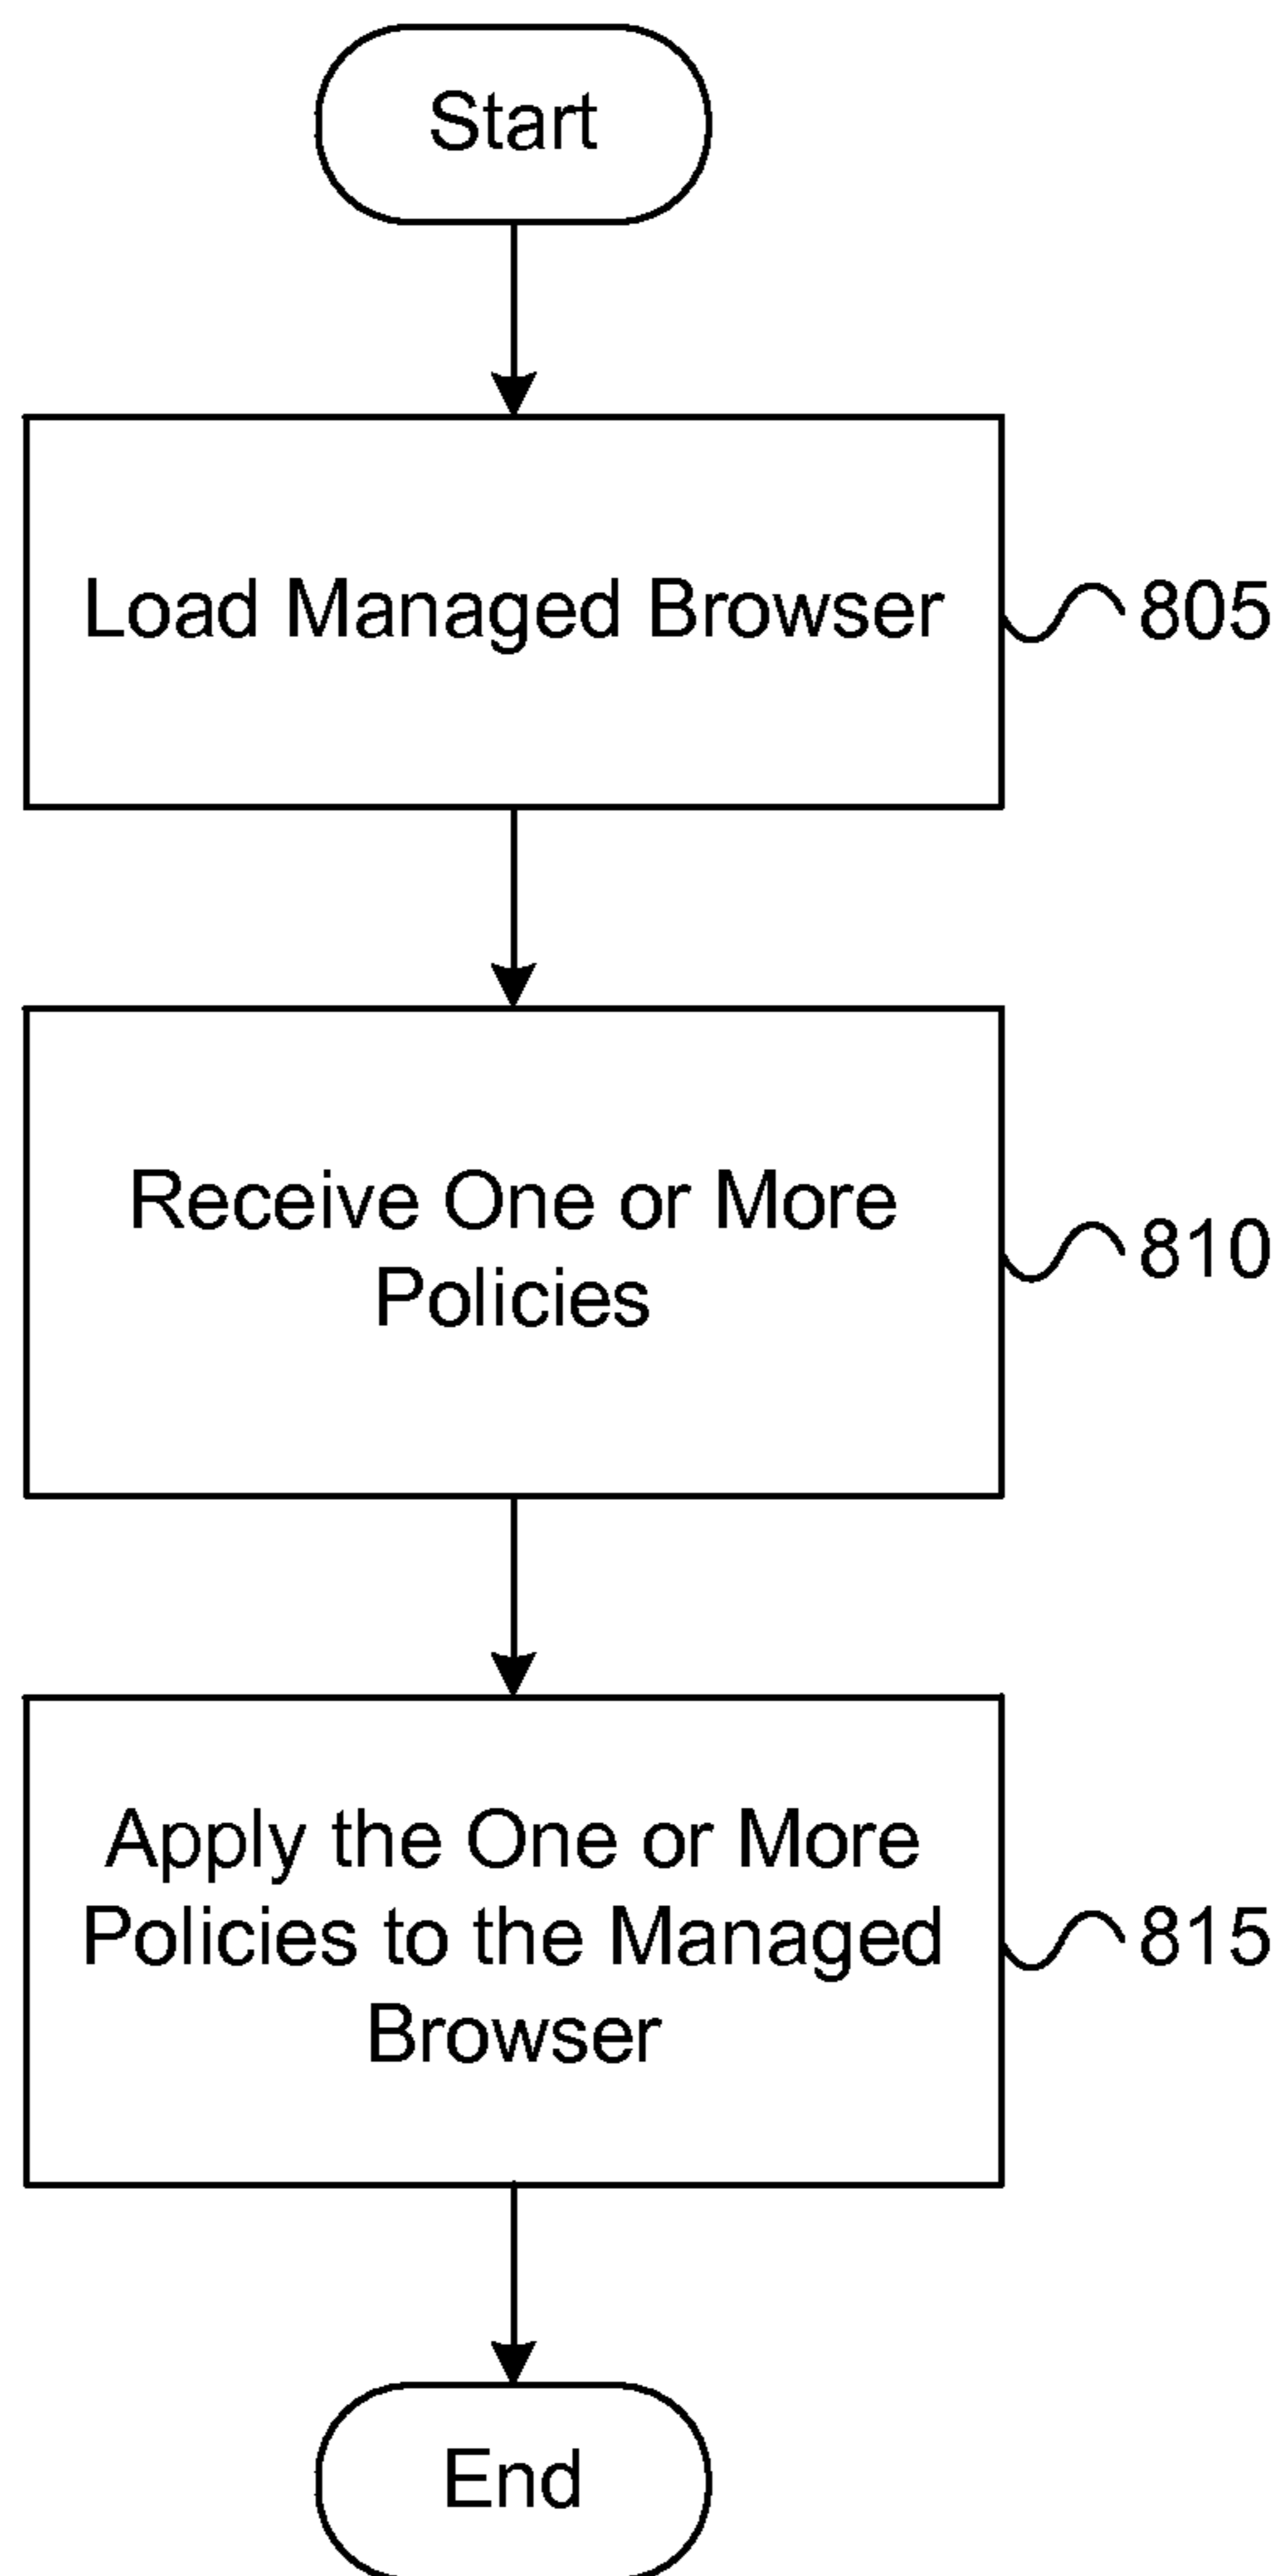 Start
Load Managed Browser
805
Receive One or More
Policies
810
Apply the One or More
Policies to the Managed
Browser
815
End